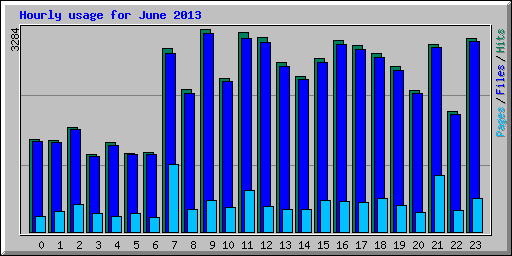 Hourly usage for June 2013
3284
Pages / Files / Hits
0 1 2 3 4 5 6 7 8 9 10 11 12 13 14 15 16 17 18 19 20 21 22 23